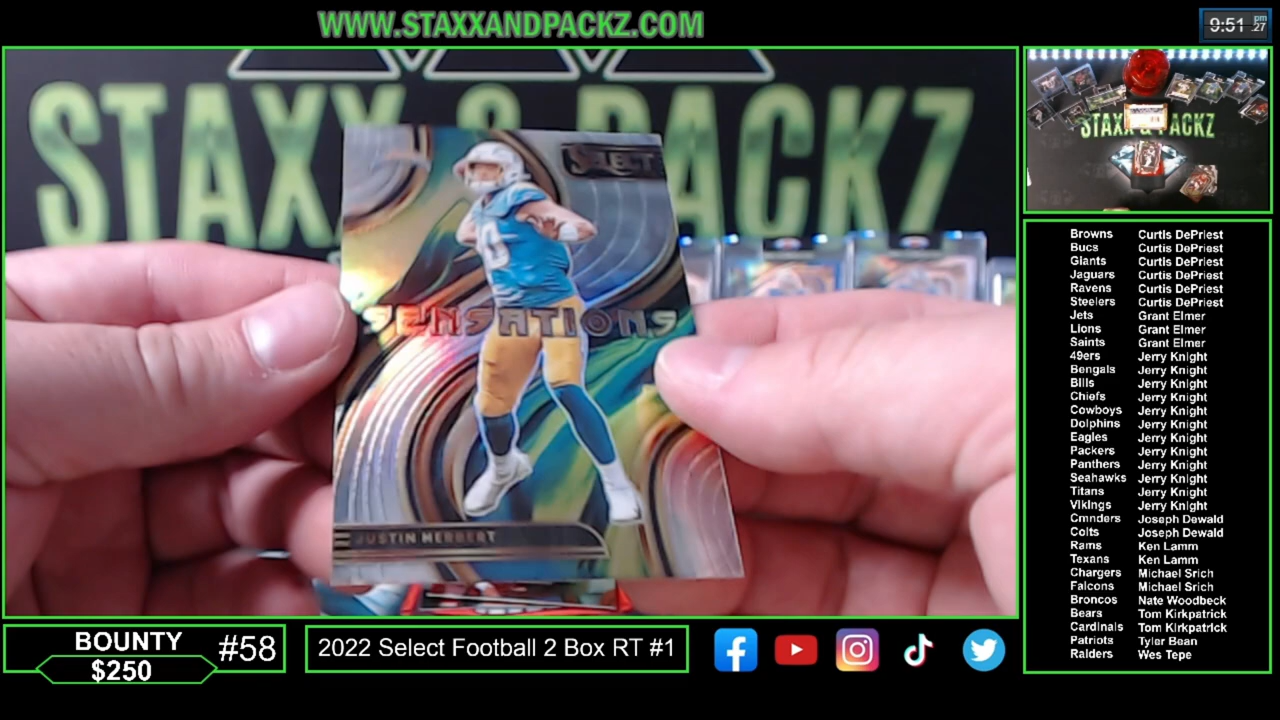 WWW.STAXXANDPACKZ.COM
9:51 pm 27
STAXX & PACKZ
SELECT
SENSATIONS
JUSTIN HERBERT
STAXX & PACKZ
Browns Curtis DePriest
Bucs Curtis DePriest
Giants Curtis DePriest
Jaguars Curtis DePriest
Ravens Curtis DePriest
Steelers Curtis DePriest
Jets Grant Elmer
Lions Grant Elmer
Saints Grant Elmer
49ers Jerry Knight
Bengals Jerry Knight
Bills Jerry Knight
Chiefs Jerry Knight
Cowboys Jerry Knight
Dolphins Jerry Knight
Eagles Jerry Knight
Packers Jerry Knight
Panthers Jerry Knight
Seahawks Jerry Knight
Titans Jerry Knight
Vikings Jerry Knight
Cmnders Joseph Dewald
Colts Joseph Dewald
Rams Ken Lamm
Texans Ken Lamm
Chargers Michael Srich
Falcons Michael Srich
Broncos Nate Woodbeck
Bears Tom Kirkpatrick
Cardinals Tom Kirkpatrick
Patriots Tyler Bean
Raiders Wes Tepe
BOUNTY #58
$250
2022 Select Football 2 Box RT #1